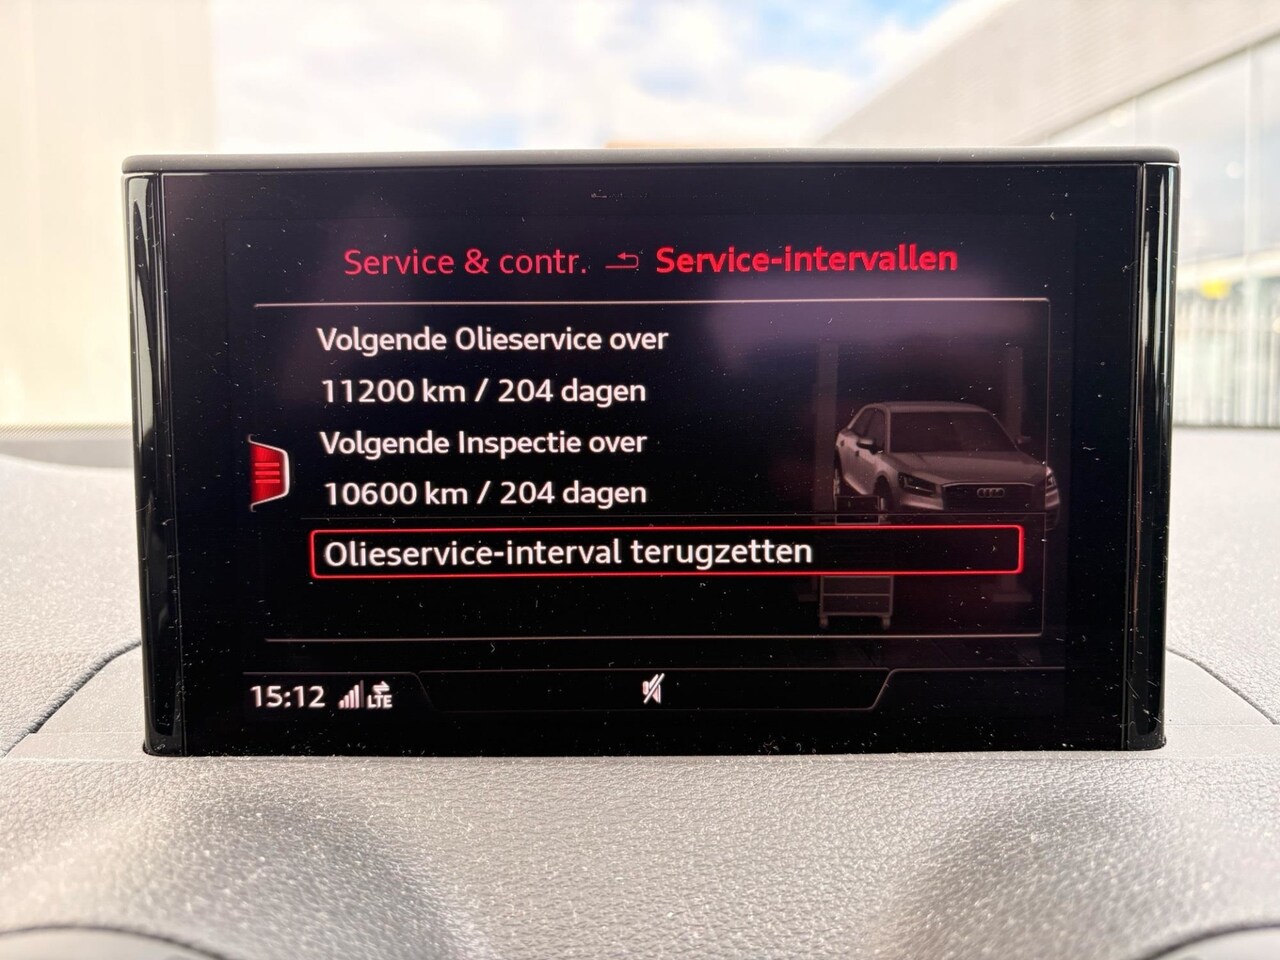 Service & contr. Service-intervallen
Volgende Olieservice over
11200 km / 204 dagen
Volgende Inspectie over
10600 km / 204 dagen
Olieservice-interval terugzetten
15:12 LTE